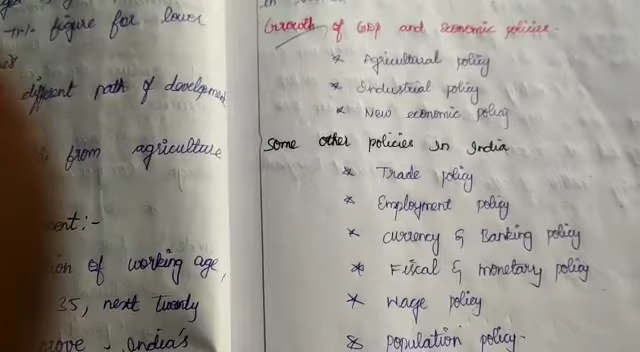 figure for lower
different path of development
from agriculture
ment:-
ion of working age,
35, next twenty
India's
Growth of GDP and economic policies-
* Agricultural policy
* Industrial policy
* New economic policy
Some other policies in India
* Trade policy
* Employment policy
* Currency & Banking policy
* Fiscal & monetary policy
* Wage policy
* Population policy-